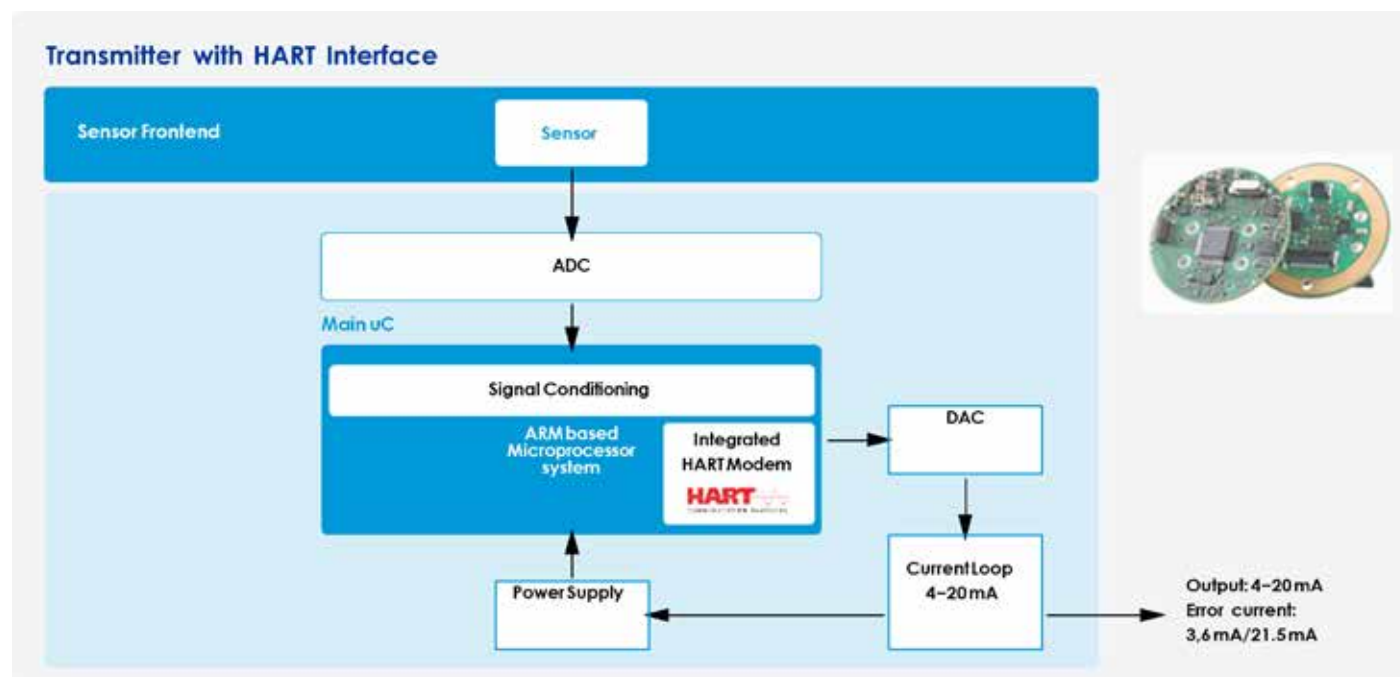 Transmitter with HART Interface
Sensor Frontend
Sensor
ADC
Main uC
Signal Conditioning
ARM based
Microprocessor
system
Integrated
HART Modem
HART
DAC
Current Loop
4–20 mA
Power Supply
Output: 4–20 mA
Error current:
3,6 mA/21.5 mA